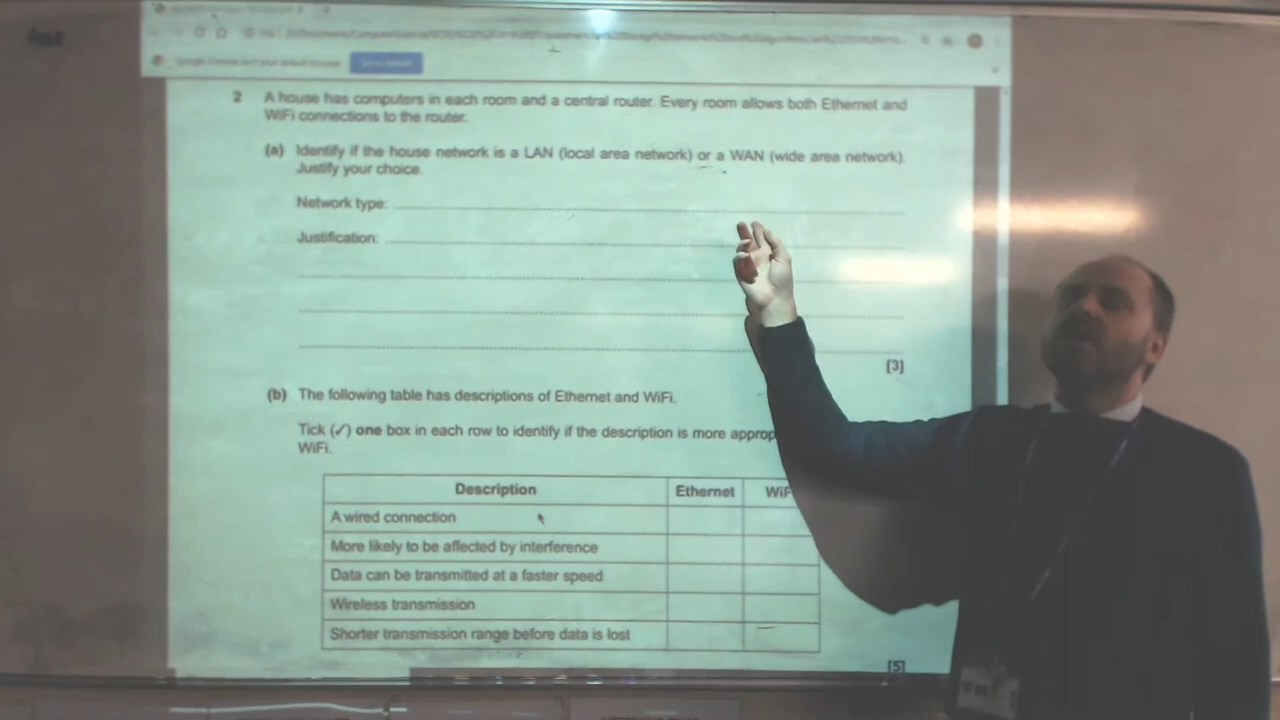 2 A house has computers in each room and a central router. Every room allows both Ethernet and
WiFi connections to the router.
(a) Identify if the house network is a LAN (local area network) or a WAN (wide area network).
Justify your choice.
Network type:
Justification:
[3]
(b) The following table has descriptions of Ethernet and WiFi.
Tick (✓) one box in each row to identify if the description is more approp
WiFi.
Description Ethernet WiF
A wired connection
More likely to be affected by interference
Data can be transmitted at a faster speed
Wireless transmission
Shorter transmission range before data is lost
[5]